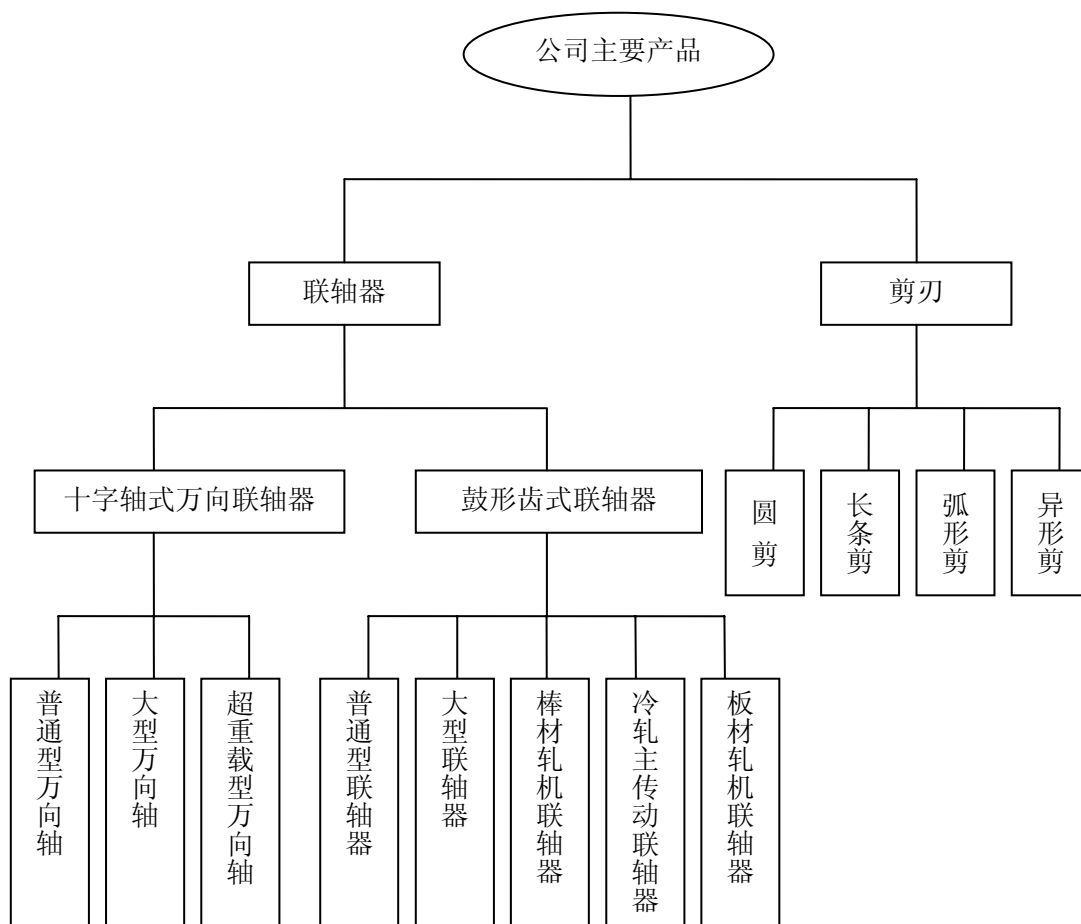 公司主要产品
联轴器
剪刃
十字轴式万向联轴器
鼓形齿式联轴器
圆剪
长条剪
弧形剪
异形剪
普通型万向轴
大型万向轴
超重载型万向轴
普通型联轴器
大型联轴器
棒材轧机联轴器
冷轧主传动联轴器
板材轧机联轴器